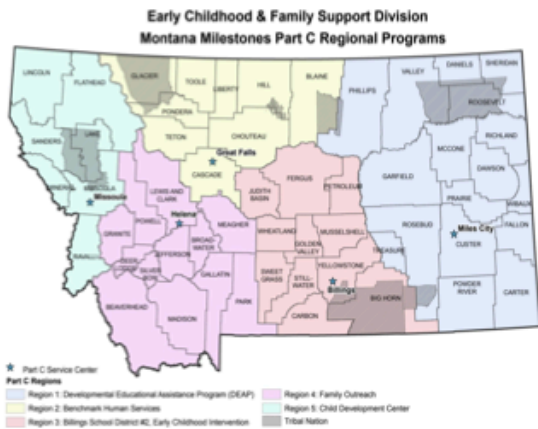 Early Childhood & Family Support Division
Montana Milestones Part C Regional Programs
LINCOLN
FLATHEAD
GLACIER
TOOLE
LIBERTY
HILL
BLAINE
PHILLIPS
VALLEY
DANIELS
SHERIDAN
ROOSEVELT
PONDERA
TETON
CHOUTEAU
SANDERS
LAKE
Great Falls
CASCADE
RICHLAND
MCCONE
DAWSON
GARFIELD
MINERAL
MISSOULA
Missoula
LEWIS AND CLARK
JUDITH BASIN
FERGUS
PETROLEUM
PRAIRIE
WIBAUX
POWELL
Helena
MEAGHER
GRANITE
BROADWATER
JEFFERSON
WHEATLAND
MUSSELSHELL
GOLDEN VALLEY
ROSEBUD
TREASURE
Miles City
CUSTER
FALLON
RAVALLI
DEER LODGE
SILVER BOW
GALLATIN
PARK
SWEET GRASS
STILLWATER
YELLOWSTONE
Billings
BIG HORN
POWDER RIVER
CARTER
BEAVERHEAD
MADISON
CARBON
Part C Service Center
Part C Regions
Region 1: Developmental Educational Assistance Program (DEAP)
Region 2: Benchmark Human Services
Region 3: Billings School District #2, Early Childhood Intervention
Region 4: Family Outreach
Region 5: Child Development Center
Tribal Nation